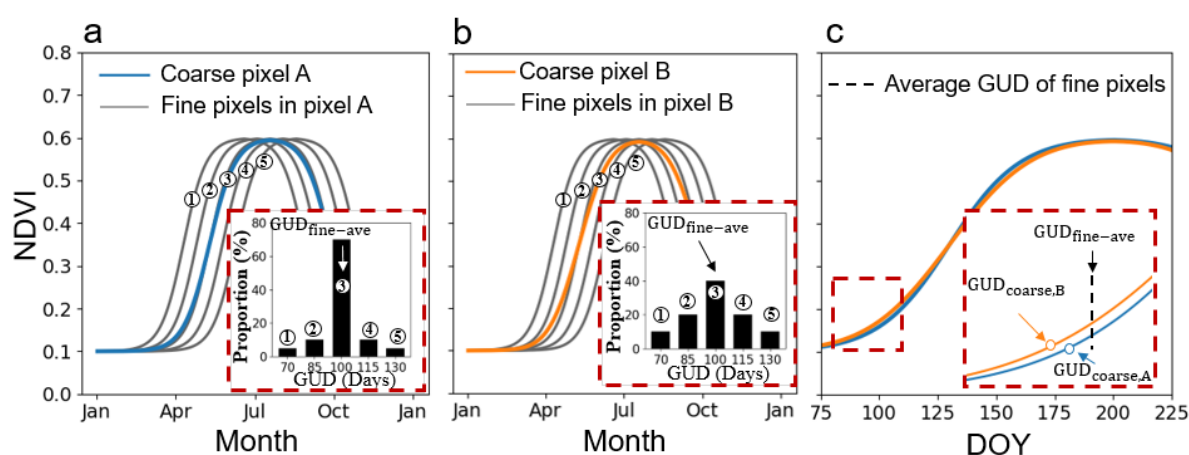 a
Coarse pixel A
Fine pixels in pixel A
NDVI
0.8
0.7
0.6
0.5
0.4
0.3
0.2
0.1
0.0
① ② ③ ④ ⑤
GUDfine−ave
Proportion (%)
80
60
40
20
0
① ② ③ ④ ⑤
70 85 100 115 130
GUD (Days)
Jan Apr Jul Oct Jan
Month
b
Coarse pixel B
Fine pixels in pixel B
① ② ③ ④ ⑤
GUDfine−ave
Proportion (%)
80
60
40
20
0
① ② ③ ④ ⑤
70 85 100 115 130
GUD (Days)
Jan Apr Jul Oct Jan
Month
c
Average GUD of fine pixels
GUDfine−ave
GUDcoarse,B
GUDcoarse,A
75 100 125 150 175 200 225
DOY